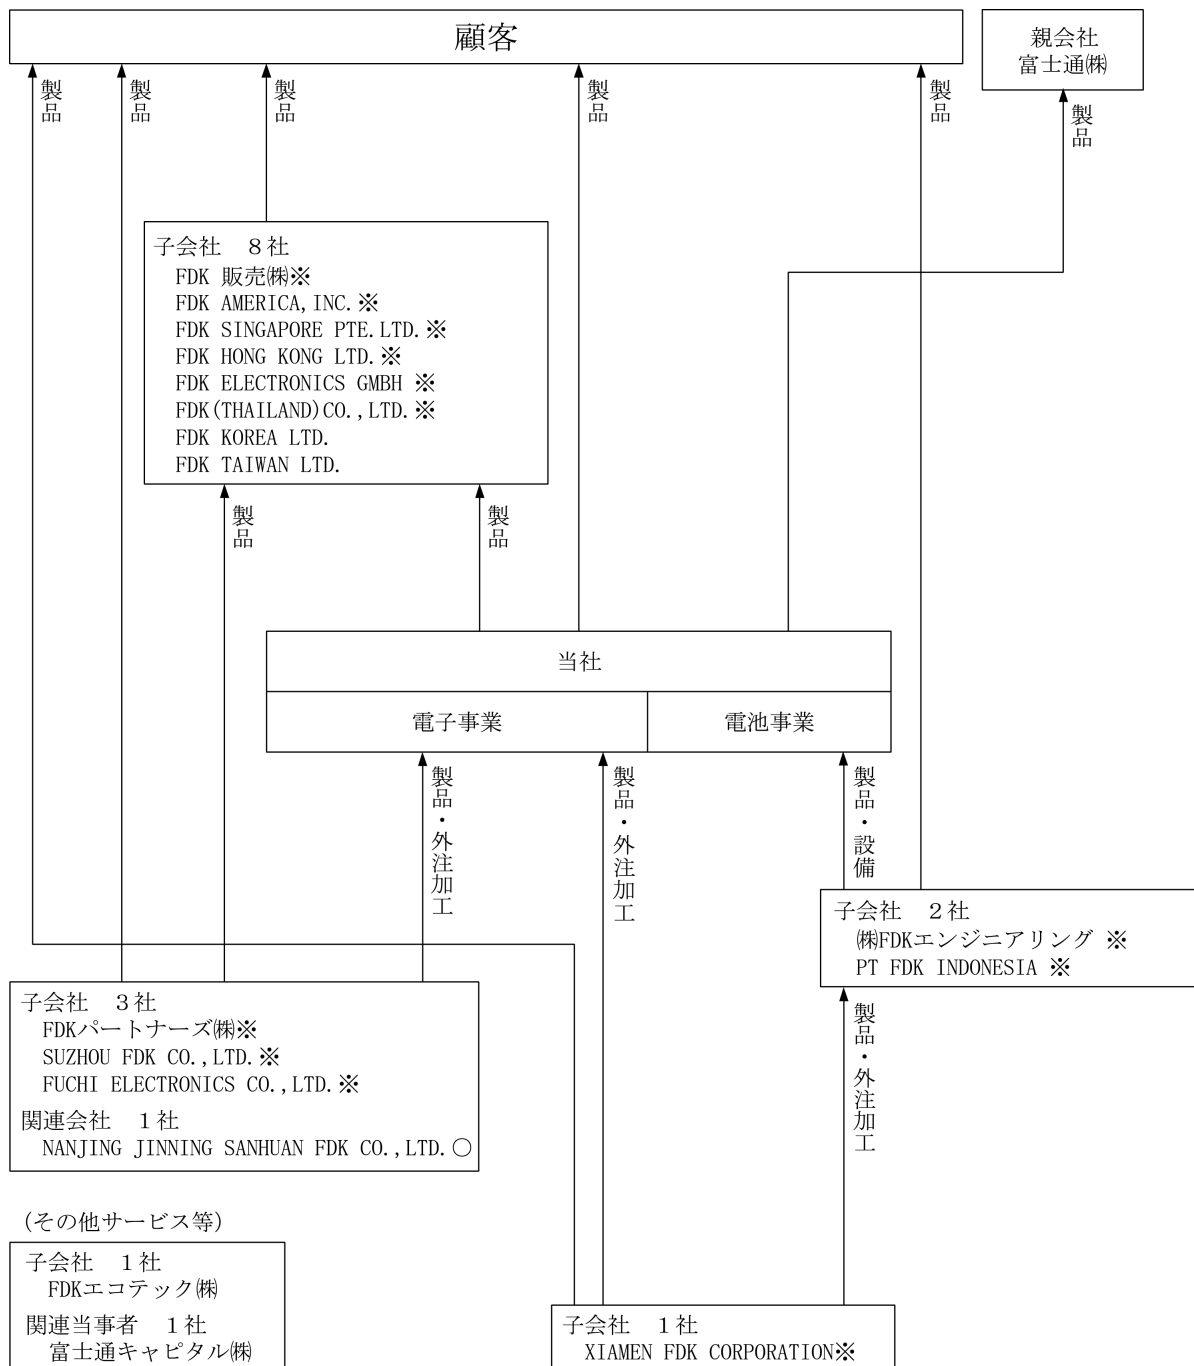 顧客
親会社
富士通㈱
製品
製品
製品
製品
製品
製品
子会社　８社
FDK 販売㈱※
FDK AMERICA,INC.※
FDK SINGAPORE PTE.LTD.※
FDK HONG KONG LTD.※
FDK ELECTRONICS GMBH ※
FDK(THAILAND)CO.,LTD.※
FDK KOREA LTD.
FDK TAIWAN LTD.
製品
製品
当社
電子事業
電池事業
製品・外注加工
製品・外注加工
製品・設備
子会社　２社
㈱FDKエンジニアリング ※
PT FDK INDONESIA ※
製品・外注加工
子会社　３社
FDKパートナーズ㈱※
SUZHOU FDK CO.,LTD.※
FUCHI ELECTRONICS CO.,LTD.※
関連会社　１社
NANJING JINNING SANHUAN FDK CO.,LTD.○
(その他サービス等)
子会社　１社
FDKエコテック㈱
関連当事者　１社
富士通キャピタル㈱
子会社　１社
XIAMEN FDK CORPORATION※